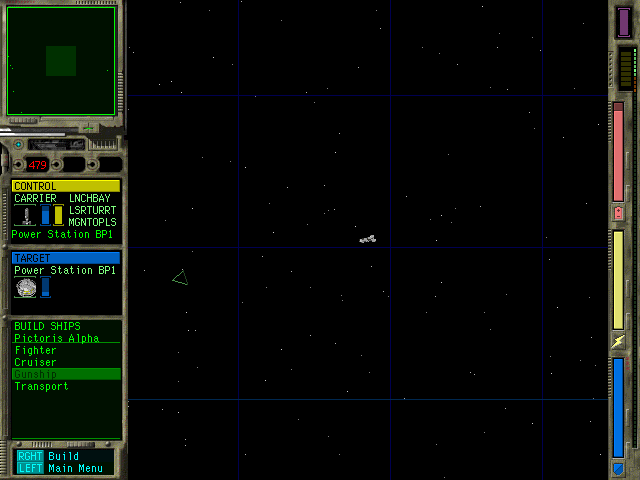 479
CONTROL
CARRIER LNCHBAY
LSRTURRT
MGNTOPLS
Power Station BP1
TARGET
Power Station BP1
BUILD SHIPS
Pictoris Alpha
Fighter
Cruiser
Gunship
Transport
RGHT Build
LEFT Main Menu